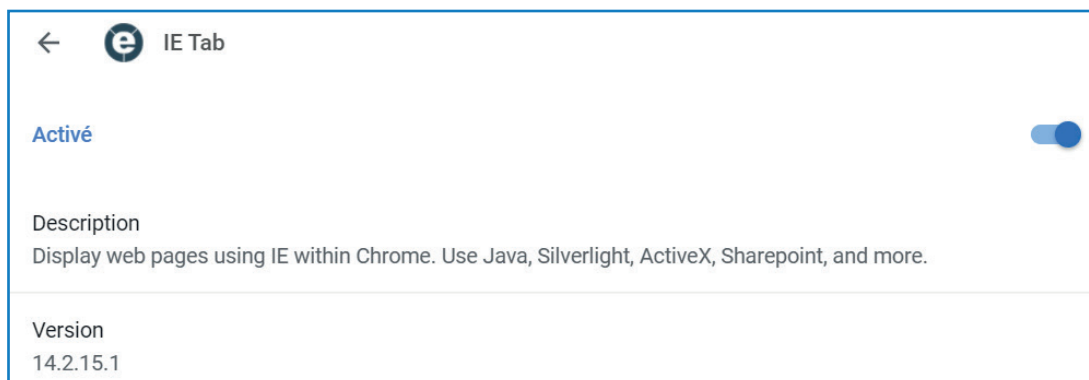 IE Tab
Activé
Description
Display web pages using IE within Chrome. Use Java, Silverlight, ActiveX, Sharepoint, and more.
Version
14.2.15.1